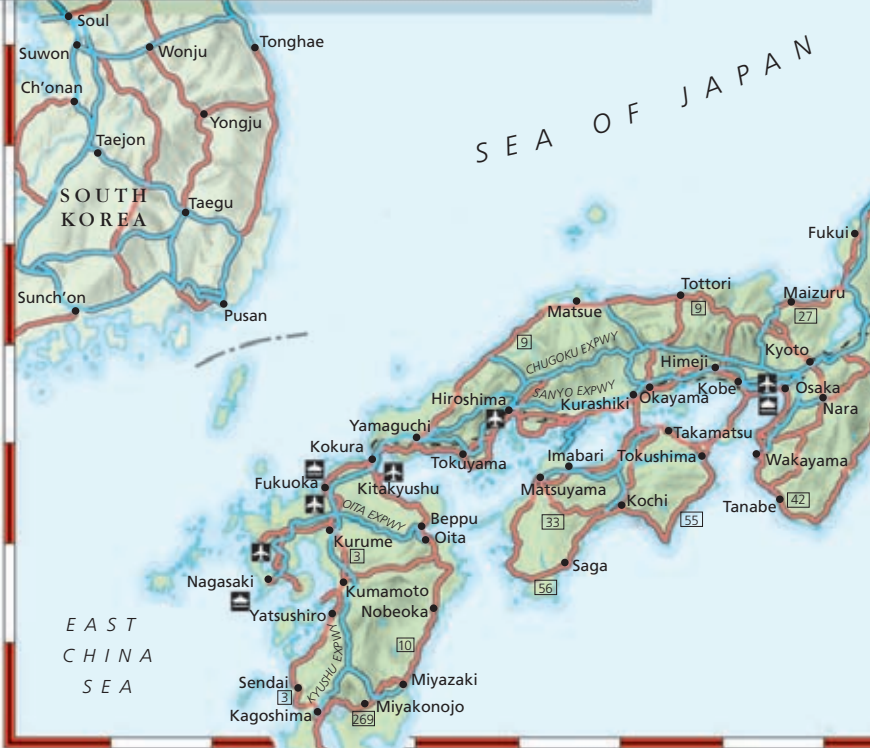 Soul
Suwon
Wonju
Tonghae
Ch'onan
Yongju
Taejon
SOUTH
KOREA
Taegu
Sunch'on
Pusan
SEA OF JAPAN
Fukui
Tottori
Maizuru
9
27
Matsue
9
CHUGOKU EXPWY
Himeji
Kyoto
SANYO EXPWY
Kobe
Osaka
Hiroshima
Kurashiki
Okayama
Nara
Yamaguchi
Takamatsu
Kokura
Tokuyama
Imabari
Tokushima
Wakayama
Fukuoka
Kitakyushu
Matsuyama
Kochi
Tanabe
42
OITA EXPWY
Beppu
33
55
Kurume
Oita
3
Saga
Nagasaki
Kumamoto
56
Yatsushiro
Nobeoka
EAST
CHINA
SEA
KYUSHU EXPWY
10
Sendai
Miyazaki
3
Kagoshima
269
Miyakonojo